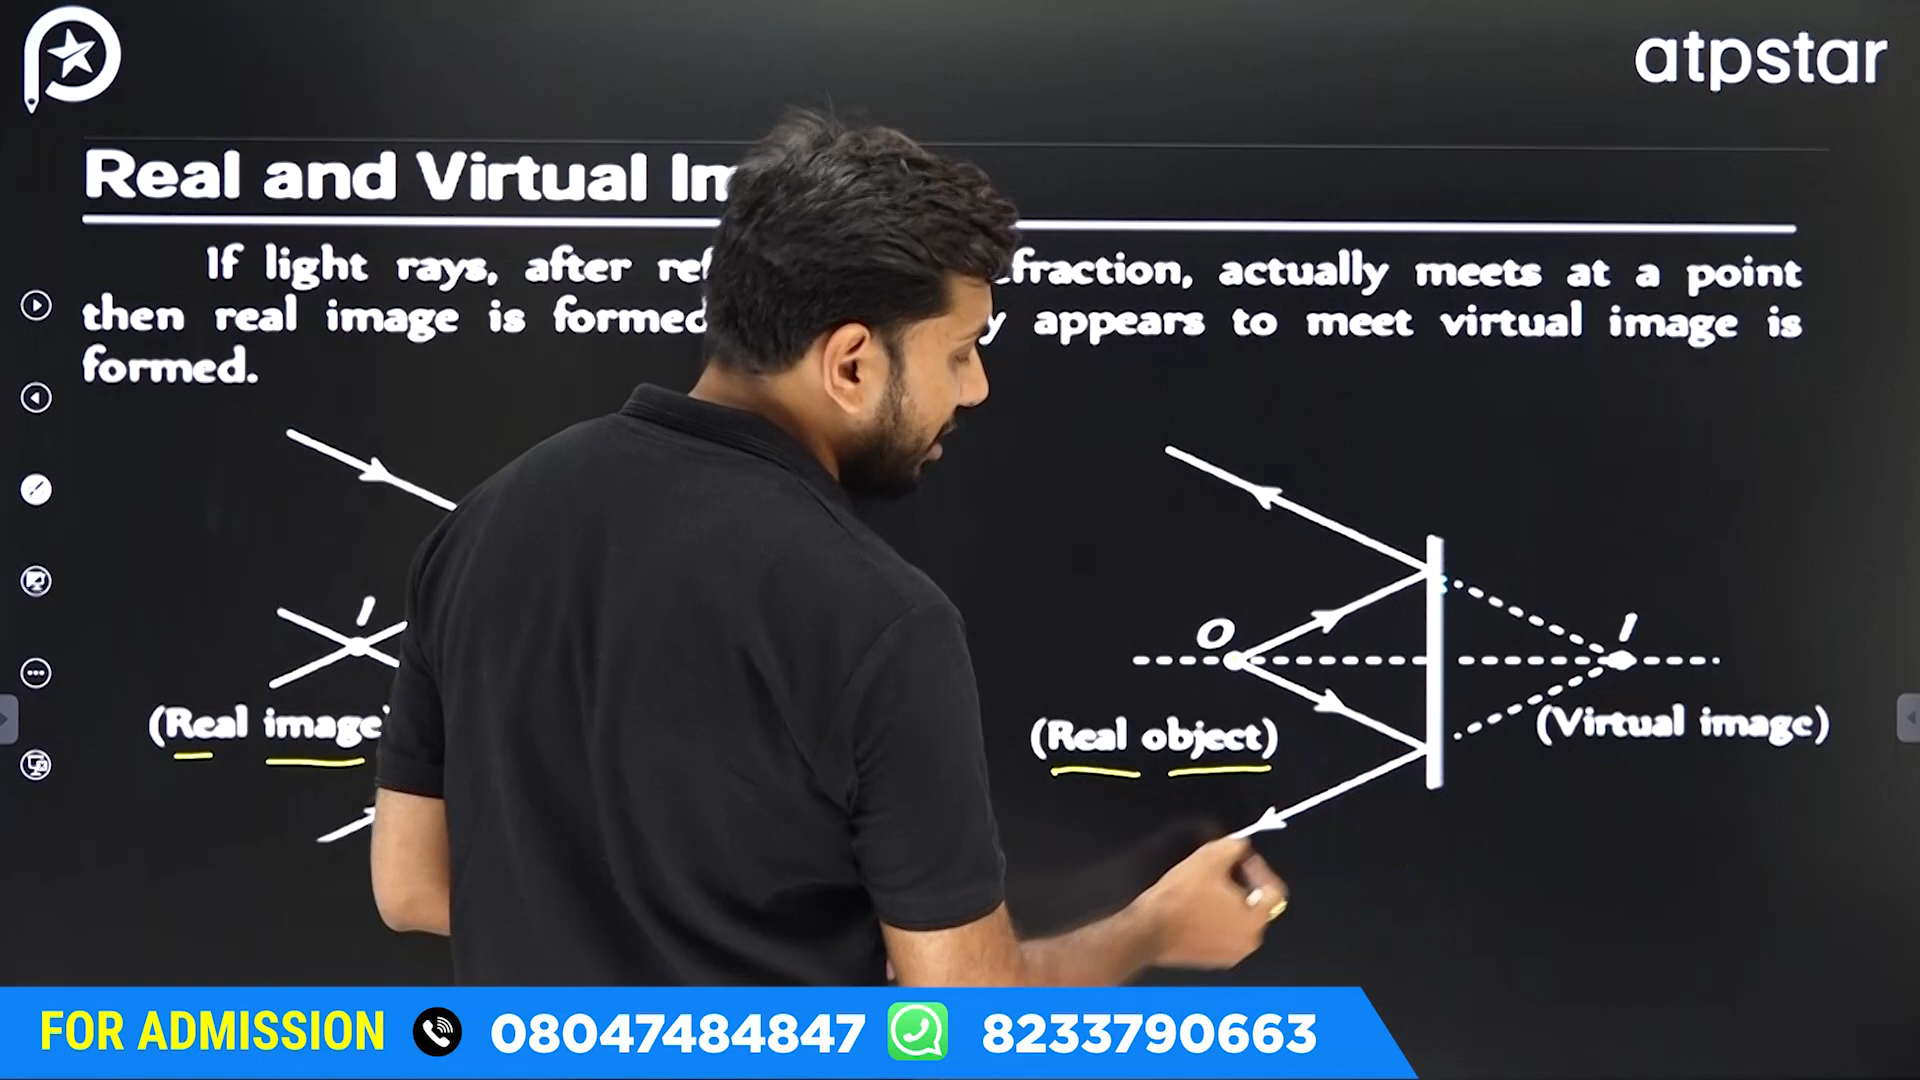 atpstar
Real and Virtual Im
If light rays, after ref fraction, actually meets at a point
then real image is formed y appears to meet virtual image is
formed.
I
O
I
(Real image)
(Real object)
(Virtual image)
FOR ADMISSION 08047484847 8233790663